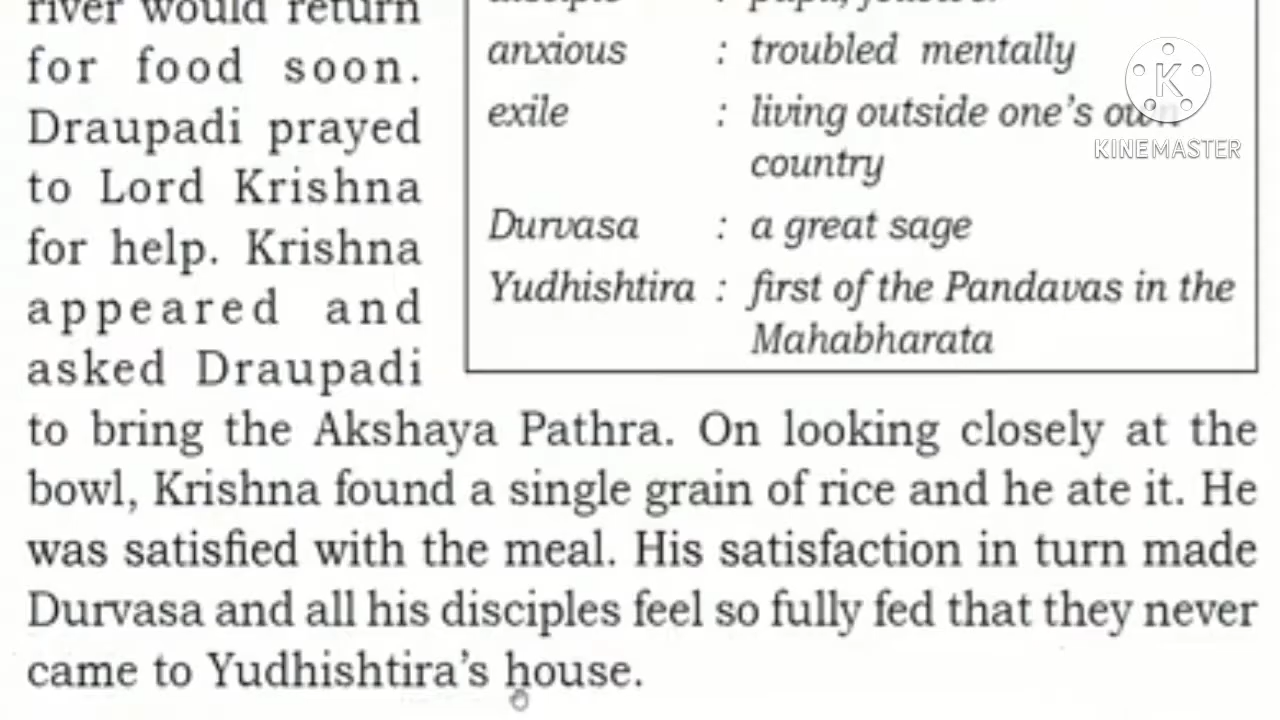 river would return
for food soon.
Draupadi prayed
to Lord Krishna
for help. Krishna
appeared and
asked Draupadi
to bring the Akshaya Pathra. On looking closely at the
bowl, Krishna found a single grain of rice and he ate it. He
was satisfied with the meal. His satisfaction in turn made
Durvasa and all his disciples feel so fully fed that they never
came to Yudhishtira's house.
anxious : troubled mentally
exile : living outside one's own
country
Durvasa : a great sage
Yudhishtira : first of the Pandavas in the
Mahabharata
K
KINEMASTER